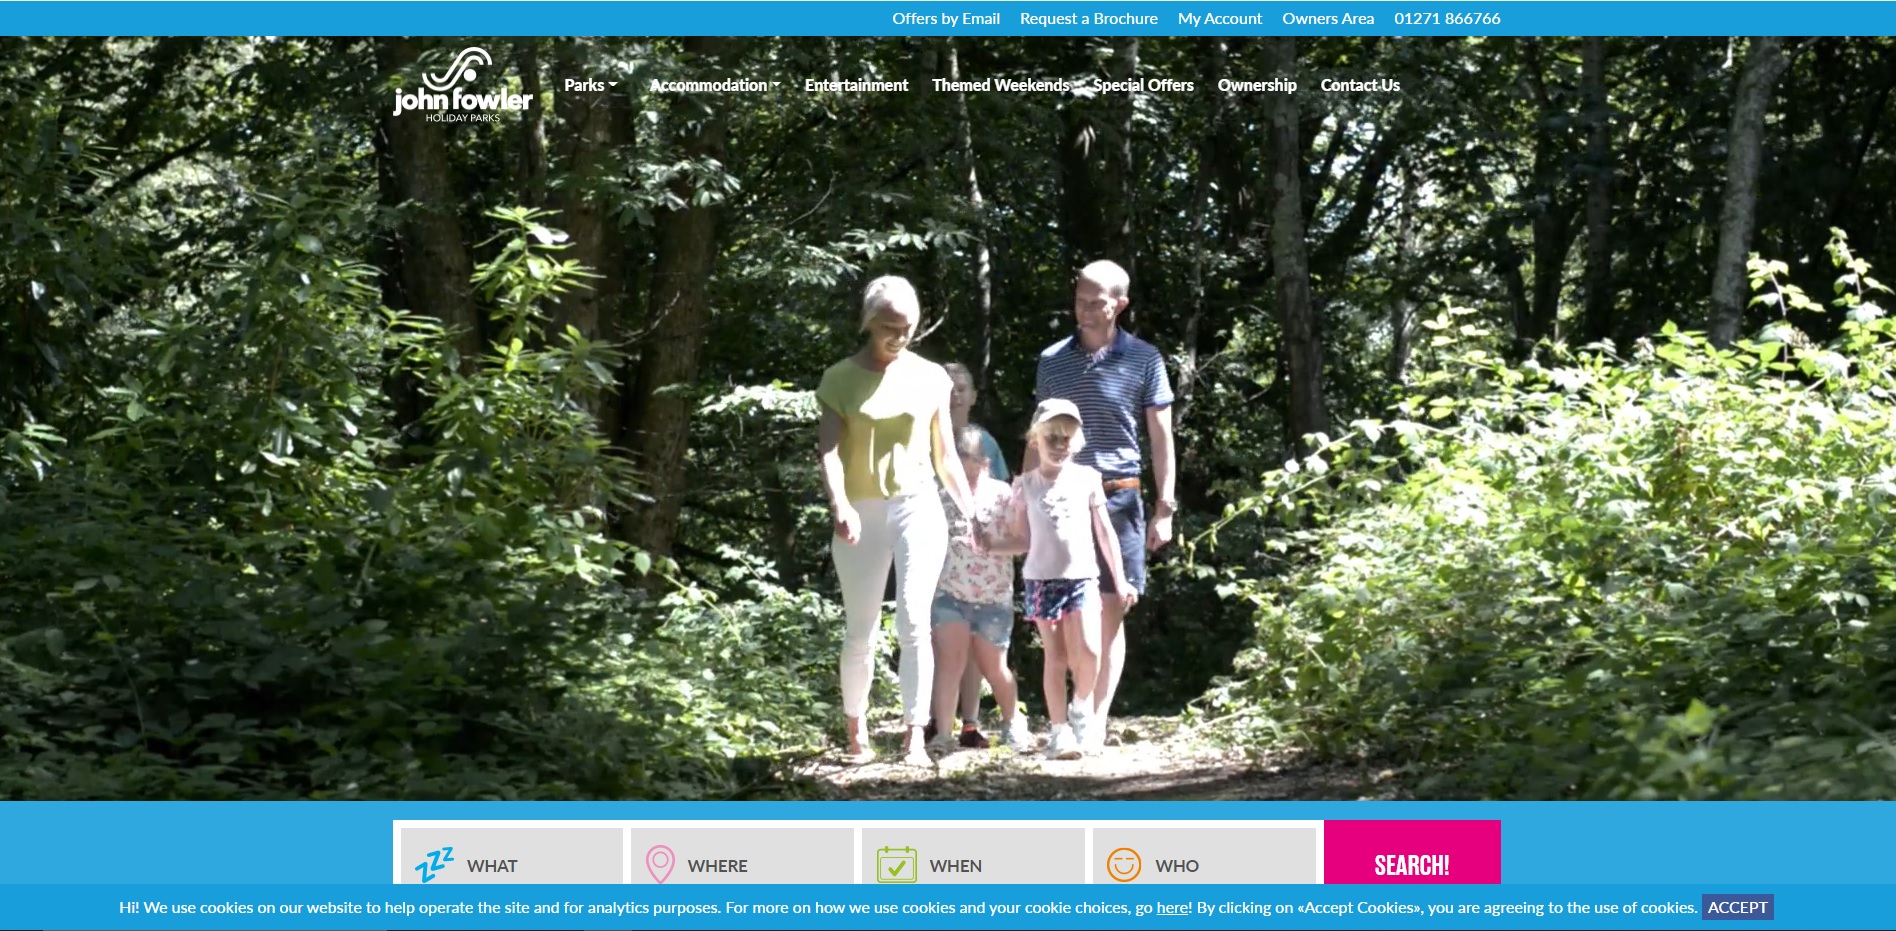 Offers by Email Request a Brochure My Account Owners Area 01271 866766
john fowler
HOLIDAY PARKS
Parks Accommodation Entertainment Themed Weekends Special Offers Ownership Contact Us
zzz
WHAT WHERE WHEN WHO SEARCH!
Hi! We use cookies on our website to help operate the site and for analytics purposes. For more on how we use cookies and your cookie choices, go here! By clicking on «Accept Cookies», you are agreeing to the use of cookies. ACCEPT